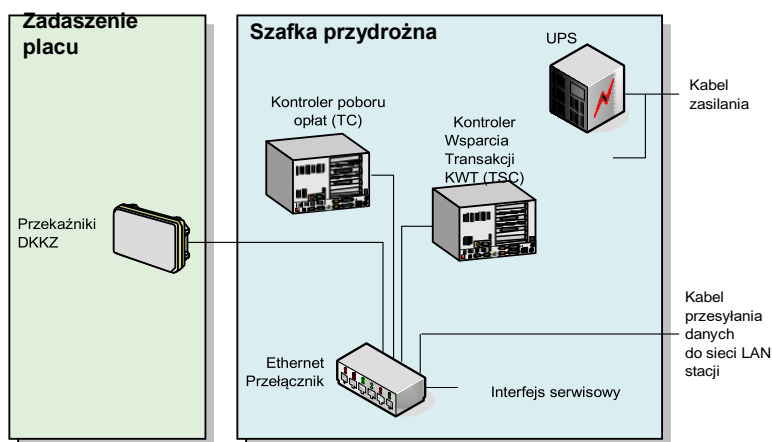 Zadaszenie
placu
Szafka przydrożna
UPS
Kabel
zasilania
Kontroler poboru
opłat (TC)
Kontroler
Wsparcia
Transakcji
KWT (TSC)
Przekaźniki
DKKZ
Kabel
przesyłania
danych
do sieci LAN
stacji
Ethernet
Przełącznik
Interfejs serwisowy